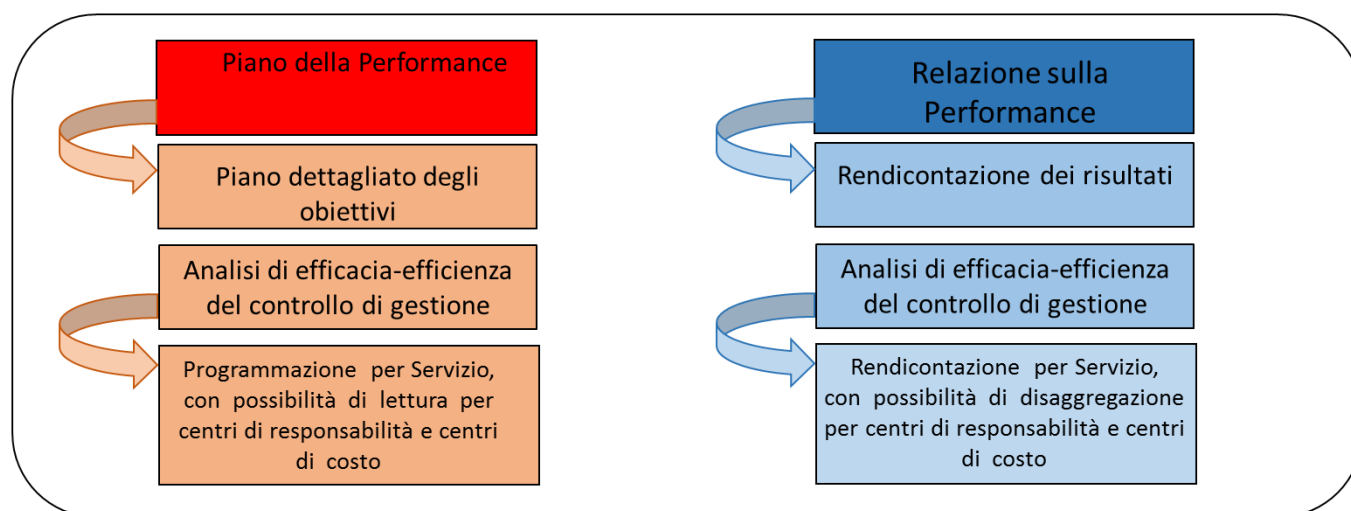 Piano della Performance
Piano dettagliato degli
obiettivi
Analisi di efficacia-efficienza
del controllo di gestione
Programmazione per Servizio,
con possibilità di lettura per
centri di responsabilità e centri
di costo
Relazione sulla
Performance
Rendicontazione dei risultati
Analisi di efficacia-efficienza
del controllo di gestione
Rendicontazione per Servizio,
con possibilità di disaggregazione
per centri di responsabilità e centri
di costo